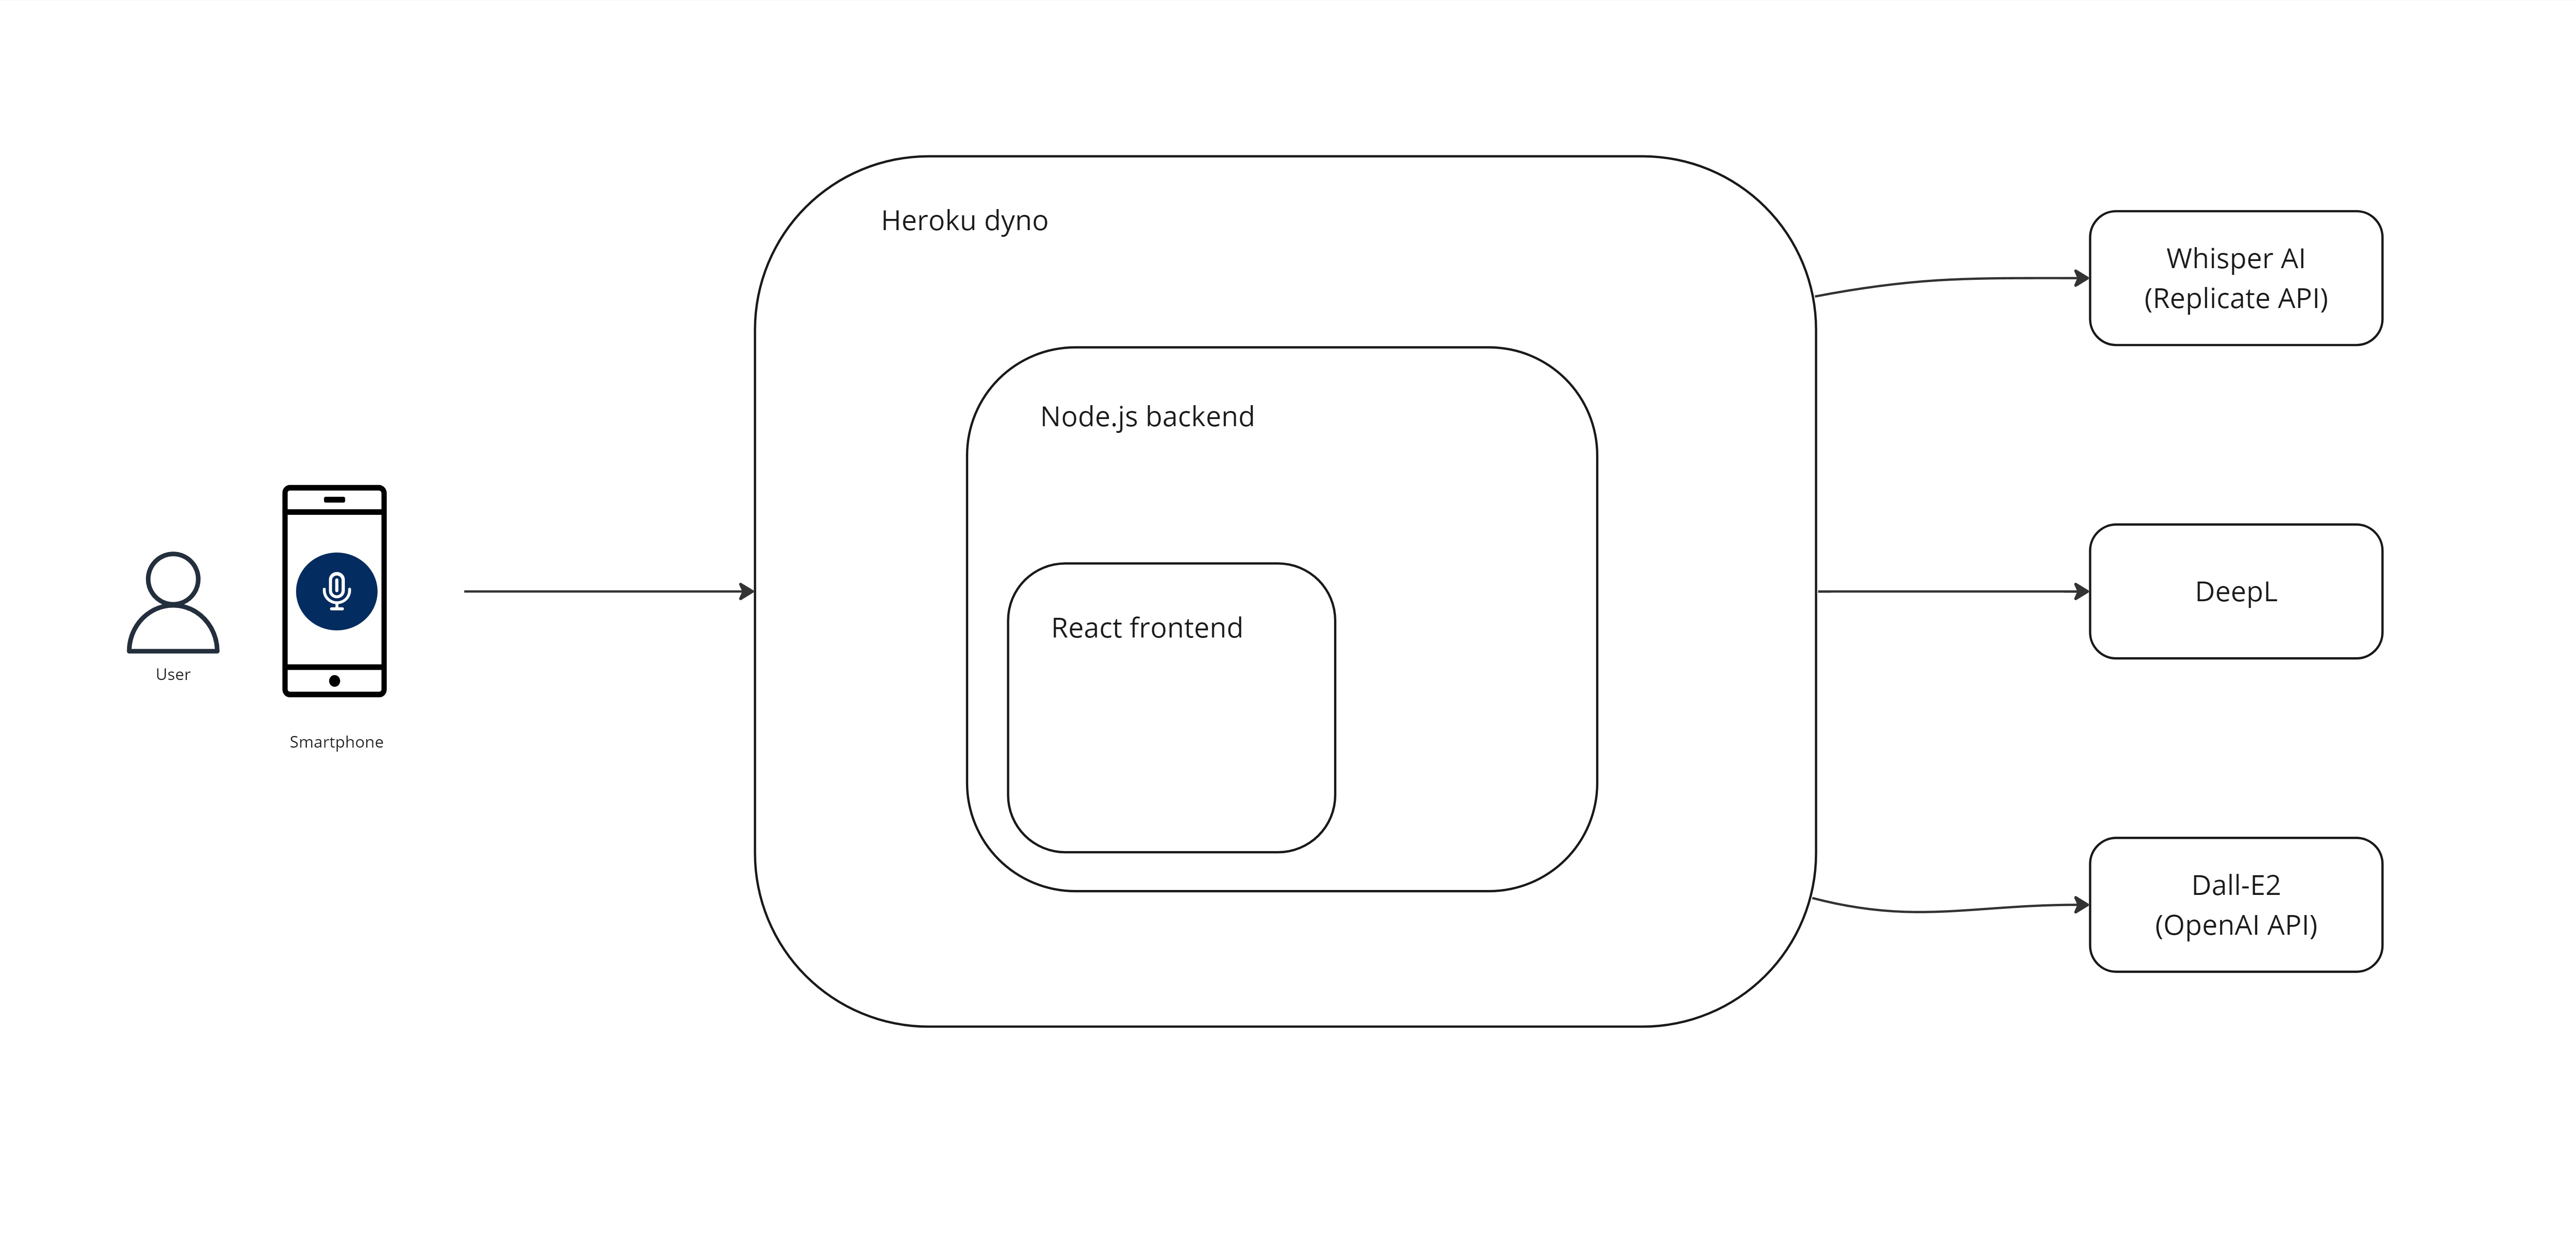 User
Smartphone
Heroku dyno
Node.js backend
React frontend
Whisper AI
(Replicate API)
DeepL
Dall-E2
(OpenAI API)